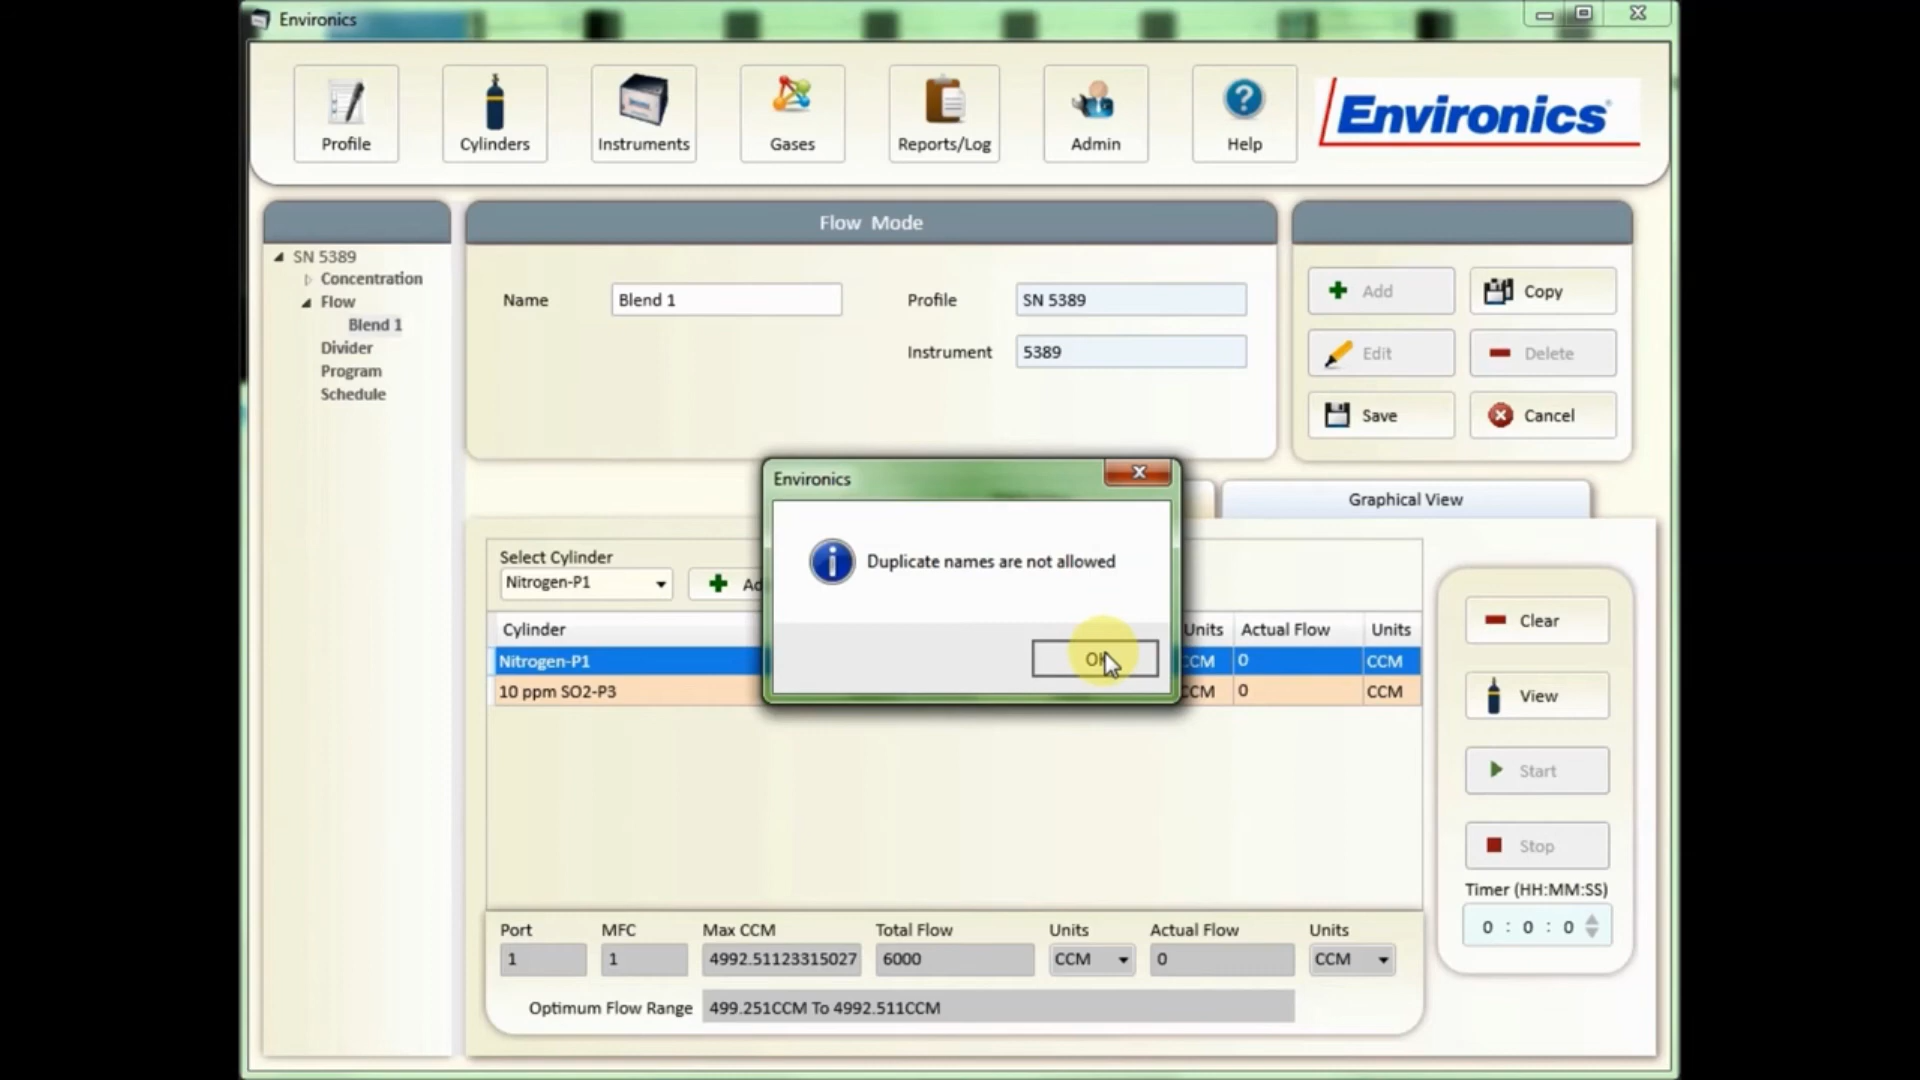 Environics
Profile
Cylinders
Instruments
Gases
Reports/Log
Admin
Help
Environics
SN 5389
Concentration
Flow
Blend 1
Divider
Program
Schedule
Flow Mode
Name
Blend 1
Profile
SN 5389
Instrument
5389
Add
Copy
Edit
Delete
Save
Cancel
Environics
Duplicate names are not allowed
OK
Graphical View
Select Cylinder
Nitrogen-P1
Cylinder
Units
Actual Flow
Units
Nitrogen-P1
CCM
0
CCM
10 ppm SO2-P3
CCM
0
CCM
Clear
View
Start
Stop
Timer (HH:MM:SS)
0 : 0 : 0
Port
MFC
Max CCM
Total Flow
Units
Actual Flow
Units
1
1
4992.51123315027
6000
CCM
0
CCM
Optimum Flow Range
499.251CCM To 4992.511CCM